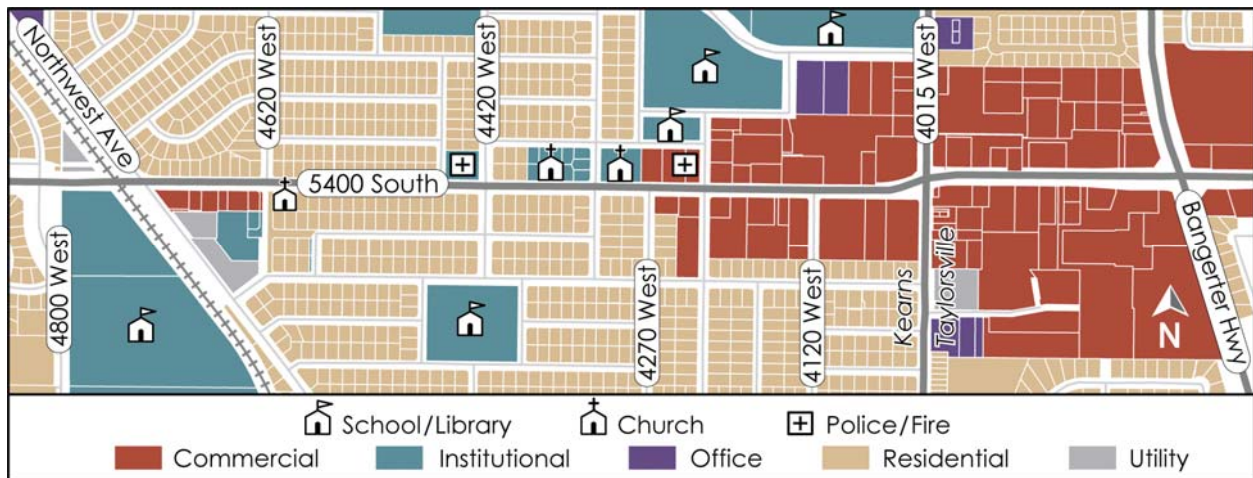 Northwest Ave
4620 West
4420 West
4015 West
5400 South
4800 West
4270 West
4120 West
Kearns
Taylorsville
Bangerter Hwy
N
School/Library
Church
Police/Fire
Commercial
Institutional
Office
Residential
Utility